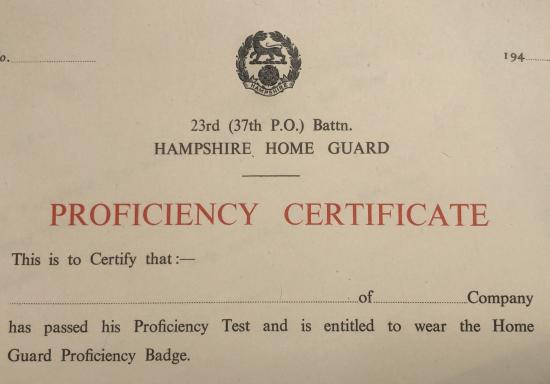 o. 194
HAMPSHIRE
23rd (37th P.O.) Battn.
HAMPSHIRE HOME GUARD
PROFICIENCY CERTIFICATE
This is to Certify that :—
of Company
has passed his Proficiency Test and is entitled to wear the Home
Guard Proficiency Badge.